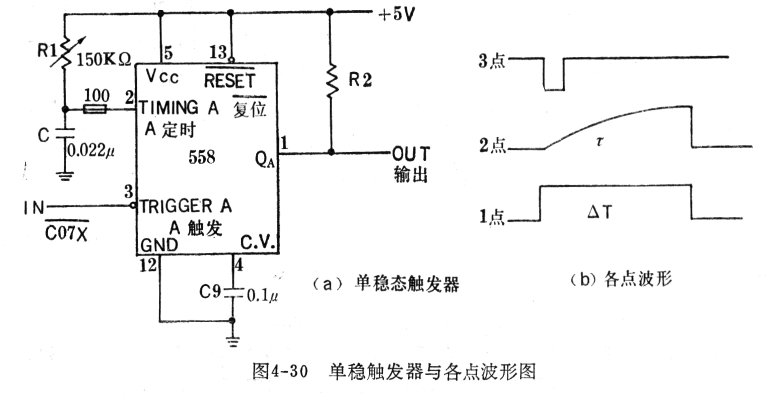 +5V
R1
150KΩ
5
13
R2
Vcc
RESET
100
2
TIMING A
复位
A 定时
C
0.022μ
558
1
QA
OUT
输出
3
IN
TRIGGER A
C07X
A 触发
GND
C.V.
12
4
C9
0.1μ
(a) 单稳态触发器
3点
2点
τ
1点
ΔT
(b) 各点波形
图4-30 单稳触发器与各点波形图